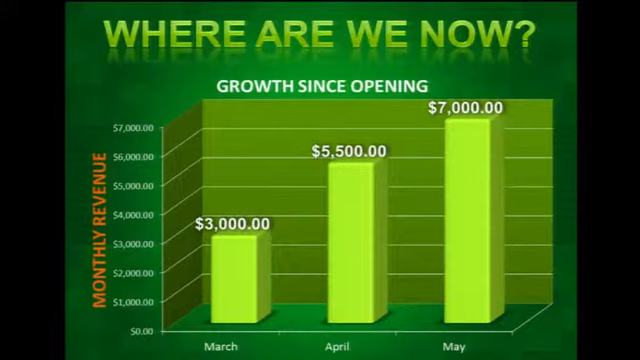 WHERE ARE WE NOW?
GROWTH SINCE OPENING
MONTHLY REVENUE
$7,000.00
$6,000.00
$5,000.00
$4,000.00
$3,000.00
$2,000.00
$1,000.00
$0.00
$3,000.00
$5,500.00
$7,000.00
March
April
May